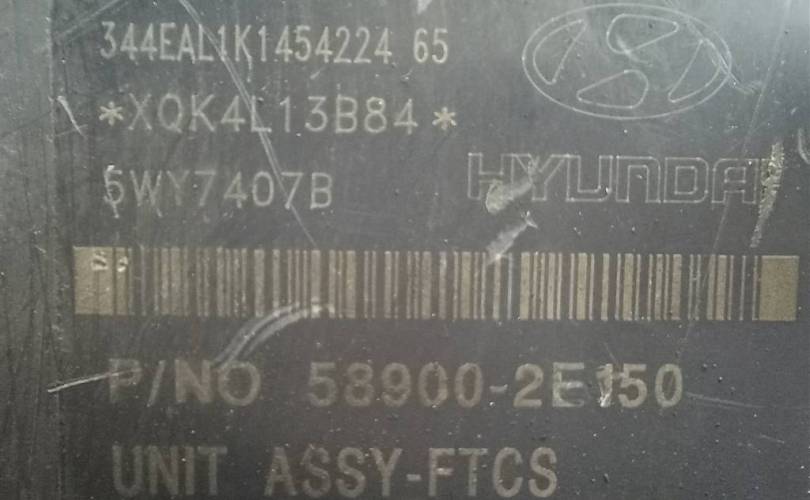 344EAL1K1454224 65
*XQK4L13B84*
5WY7407B
HYUNDAI
P/NO 58900-2E150
UNIT ASSY-FTCS